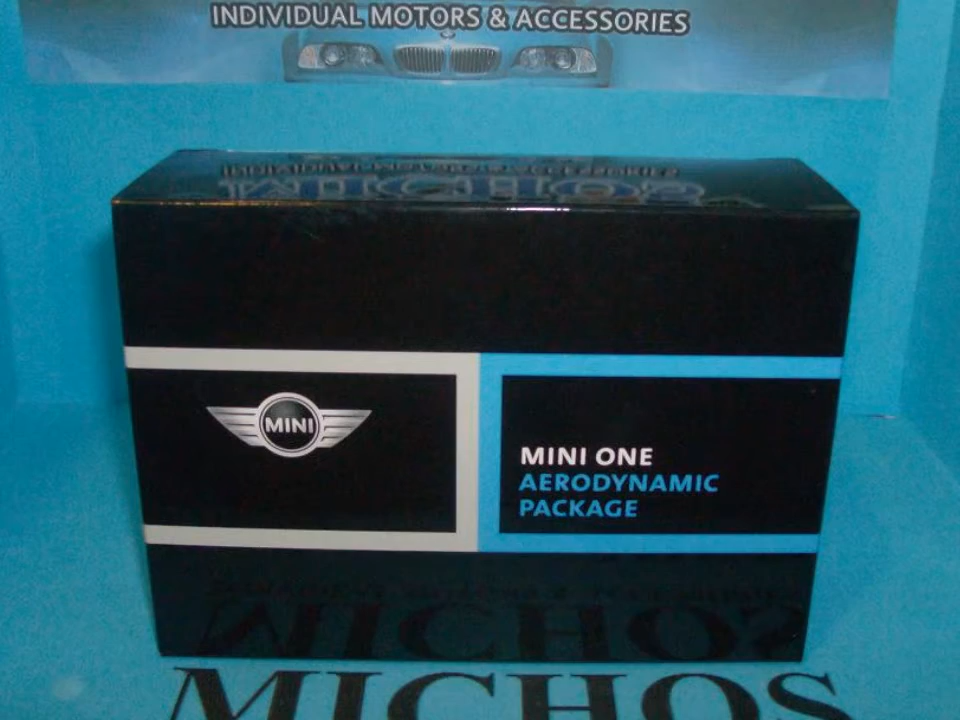 INDIVIDUAL MOTORS & ACCESSORIES
MINI
MINI ONE
AERODYNAMIC
PACKAGE
MICHOS